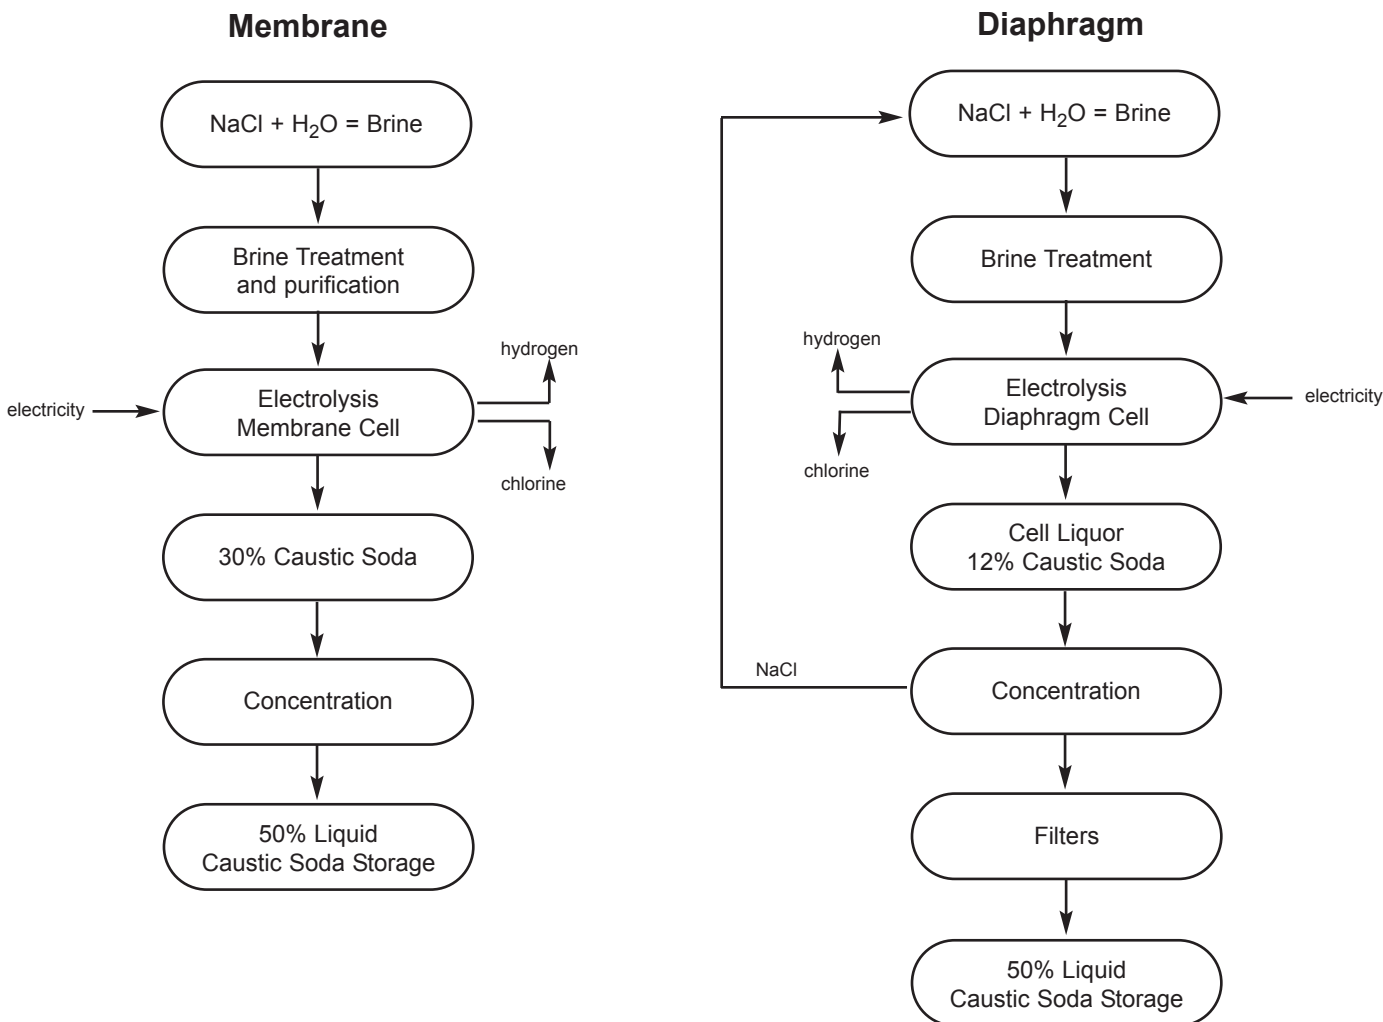 Membrane
NaCl + H₂O = Brine
Brine Treatment
and purification
electricity
Electrolysis
Membrane Cell
hydrogen
chlorine
30% Caustic Soda
Concentration
50% Liquid
Caustic Soda Storage
Diaphragm
NaCl + H₂O = Brine
Brine Treatment
hydrogen
chlorine
Electrolysis
Diaphragm Cell
electricity
Cell Liquor
12% Caustic Soda
NaCl
Concentration
Filters
50% Liquid
Caustic Soda Storage